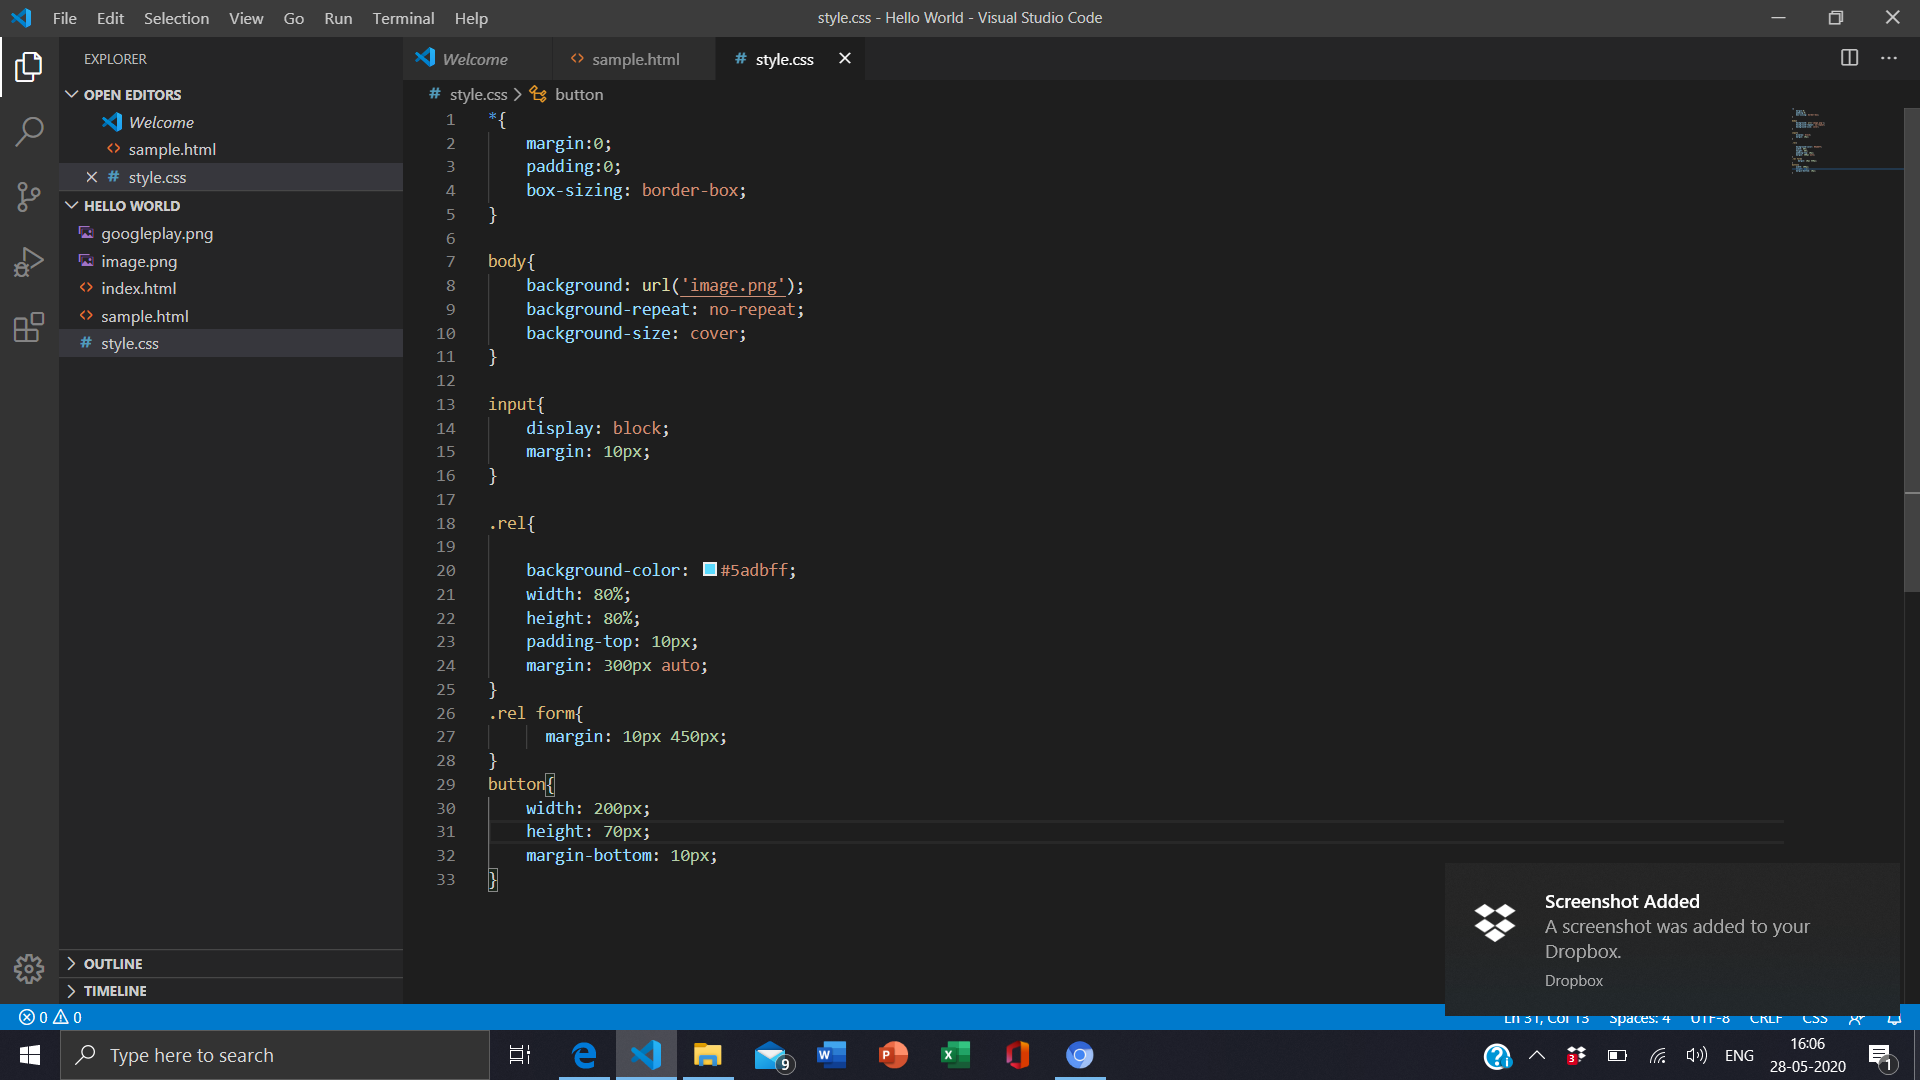 File Edit Selection View Go Run Terminal Help
style.css - Hello World - Visual Studio Code
EXPLORER
OPEN EDITORS
Welcome
sample.html
style.css
HELLO WORLD
googleplay.png
image.png
index.html
sample.html
style.css
OUTLINE
TIMELINE
Welcome sample.html # style.css
# style.css > button
1 *{
2 margin:0;
3 padding:0;
4 box-sizing: border-box;
5 }
6
7 body{
8 background: url('image.png');
9 background-repeat: no-repeat;
10 background-size: cover;
11 }
12
13 input{
14 display: block;
15 margin: 10px;
16 }
17
18 .rel{
19
20 background-color: #5adbff;
21 width: 80%;
22 height: 80%;
23 padding-top: 10px;
24 margin: 300px auto;
25 }
26 .rel form{
27 margin: 10px 450px;
28 }
29 button{
30 width: 200px;
31 height: 70px;
32 margin-bottom: 10px;
33 }
Screenshot Added
A screenshot was added to your
Dropbox.
Dropbox
0 0
Ln 31, Col 13 Spaces: 4 UTF-8 CRLF CSS
Type here to search
9
3
ENG
16:06
28-05-2020
1